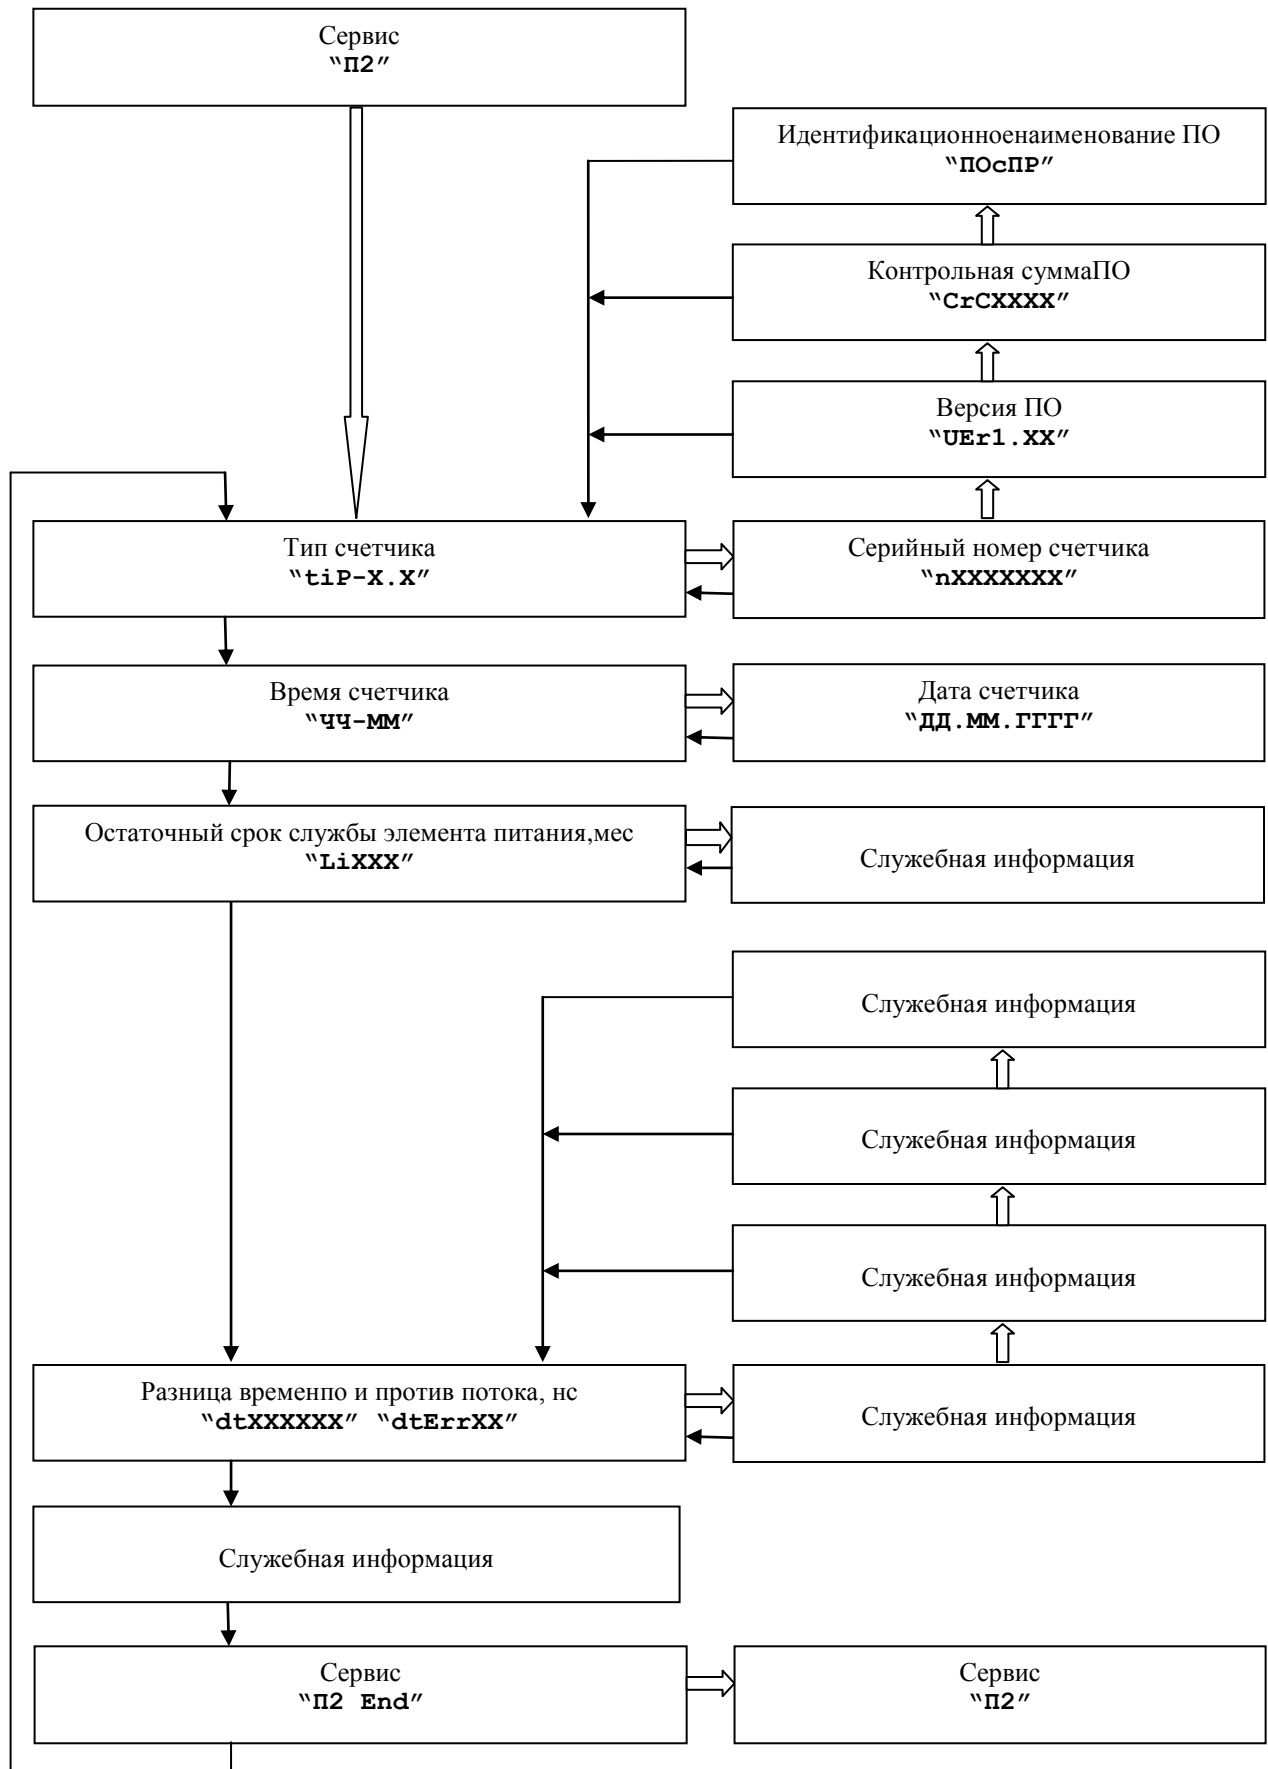 Сервис
“П2”
Идентификационноенаименование ПО
“ПОсПР”
Контрольная суммаПО
“CrCXXXX”
Версия ПО
“UEr1.XX”
Тип счетчика
“tiP-X.X”
Серийный номер счетчика
“nXXXXXXX”
Время счетчика
“ЧЧ-ММ”
Дата счетчика
“ДД.ММ.ГГГГ”
Остаточный срок службы элемента питания,мес
“LiXXX”
Служебная информация
Служебная информация
Служебная информация
Служебная информация
Разница временпо и против потока, нс
“dtXXXXXX” “dtErrXX”
Служебная информация
Служебная информация
Сервис
“П2 End”
Сервис
“П2”